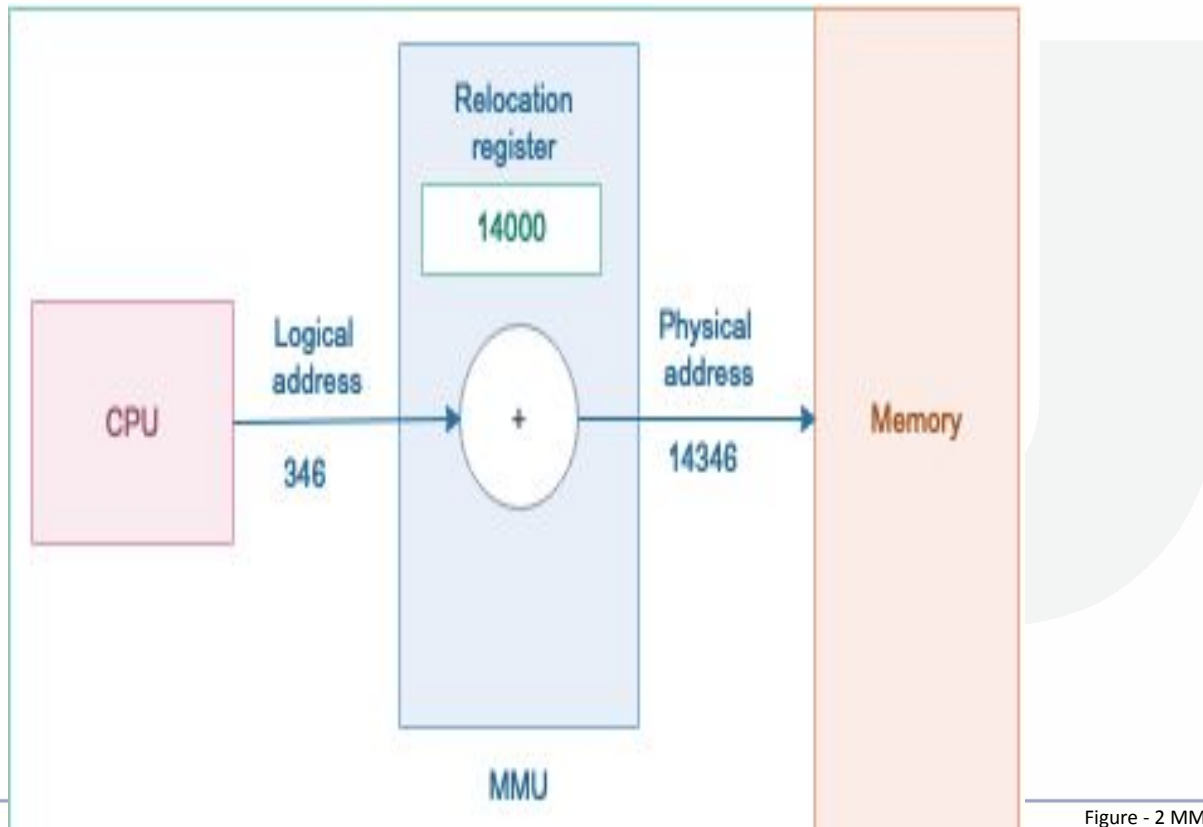 Relocation
register
14000
CPU
Logical
address
346
+
Physical
address
14346
Memory
MMU
Figure - 2 MM